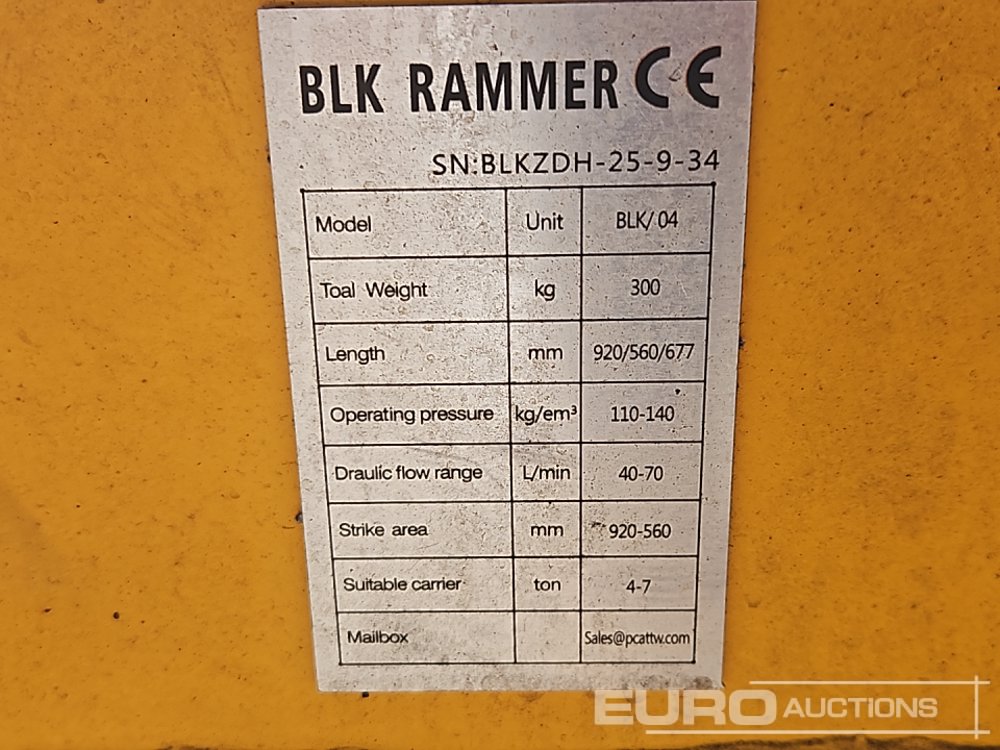 BLK RAMMER CE
SN:BLKZDH-25-9-34
Model Unit BLK/04
Toal Weight kg 300
Length mm 920/560/677
Operating pressure kg/em³ 110-140
Draulic flow range L/min 40-70
Strike area mm 920-560
Suitable carrier ton 4-7
Mailbox Sales@pcattw.com
EURO AUCTIONS